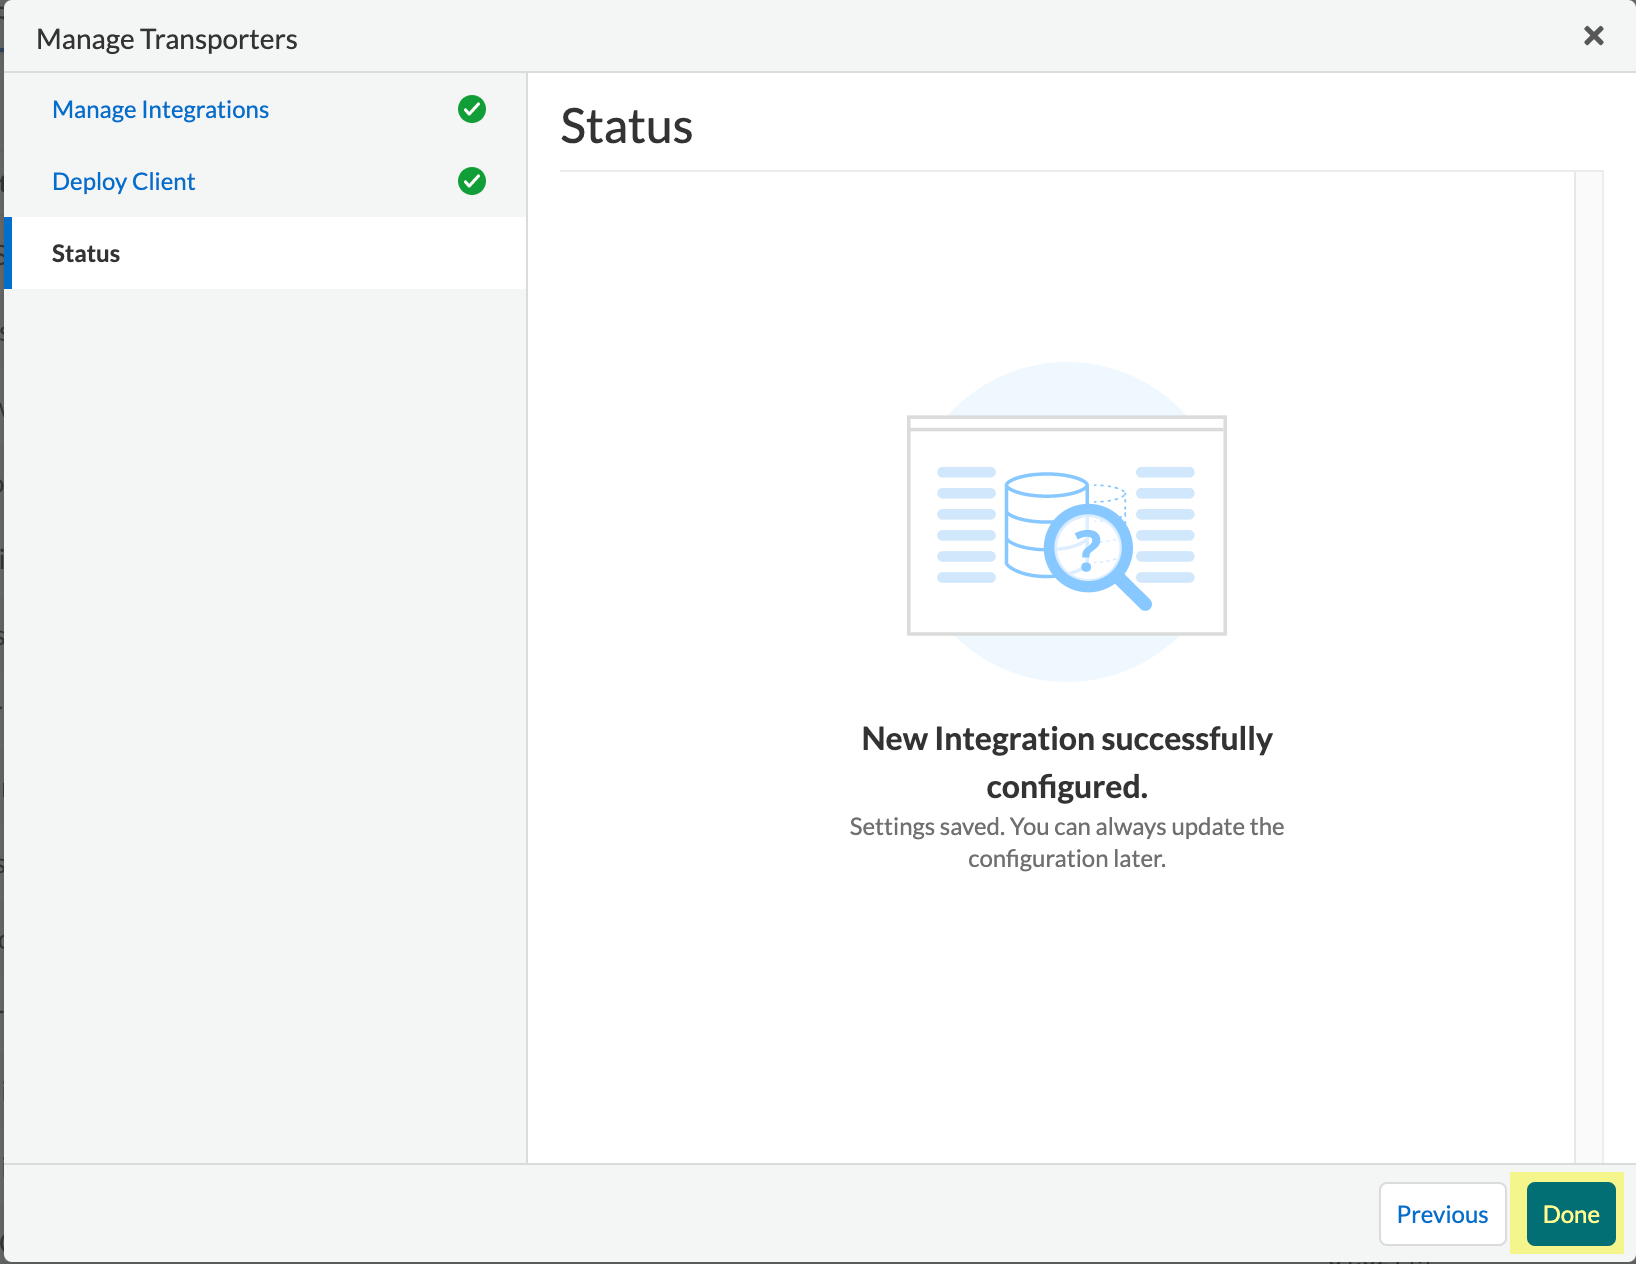 Manage Transporters
Manage Integrations
Deploy Client
Status
Status
?
New Integration successfully
configured.
Settings saved. You can always update the
configuration later.
Previous
Done